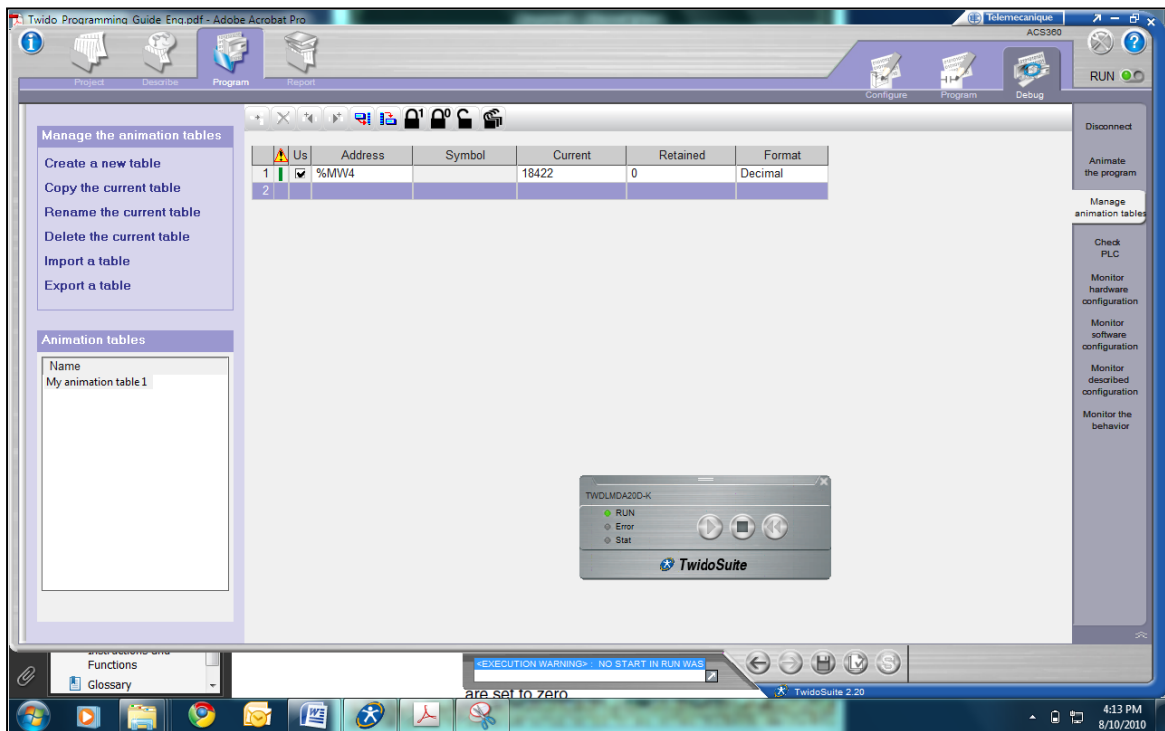 Twido Programming Guide Eng.pdf - Adobe Acrobat Pro
Telemecanique
ACS360
Project
Describe
Program
Report
Configure
Program
Debug
RUN
Manage the animation tables
Create a new table
Copy the current table
Rename the current table
Delete the current table
Import a table
Export a table
Animation tables
Name
My animation table 1
Us Address Symbol Current Retained Format
1 %MW4 18422 0 Decimal
2
Disconnect
Animate
the program
Manage
animation tables
Check
PLC
Monitor
hardware
configuration
Monitor
software
configuration
Monitor
described
configuration
Monitor the
behavior
TWDLMDA20D-K
RUN
Error
Stat
TwidoSuite
Instructions and
Functions
Glossary
<EXECUTION WARNING> : NO START IN RUN WAS
are set to zero
TwidoSuite 2.20
4:13 PM
8/10/2010